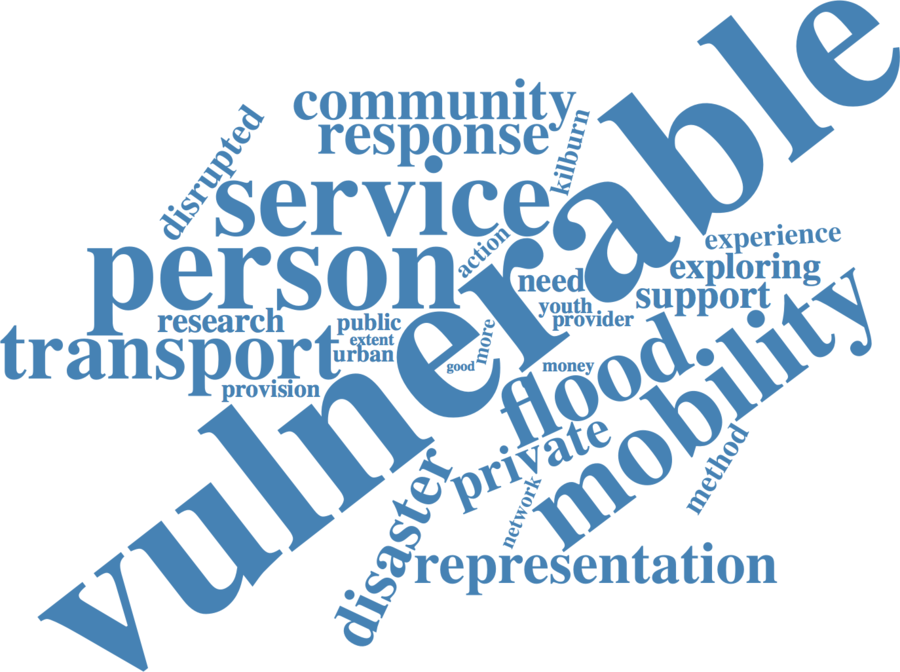 community
response
disrupted
kilburn
service
vulnerable
person
action
experience
need
exploring
support
youth
provider
research
public
extent
urban
transport
more
good
money
provision
flood
mobility
private
method
disaster
network
representation